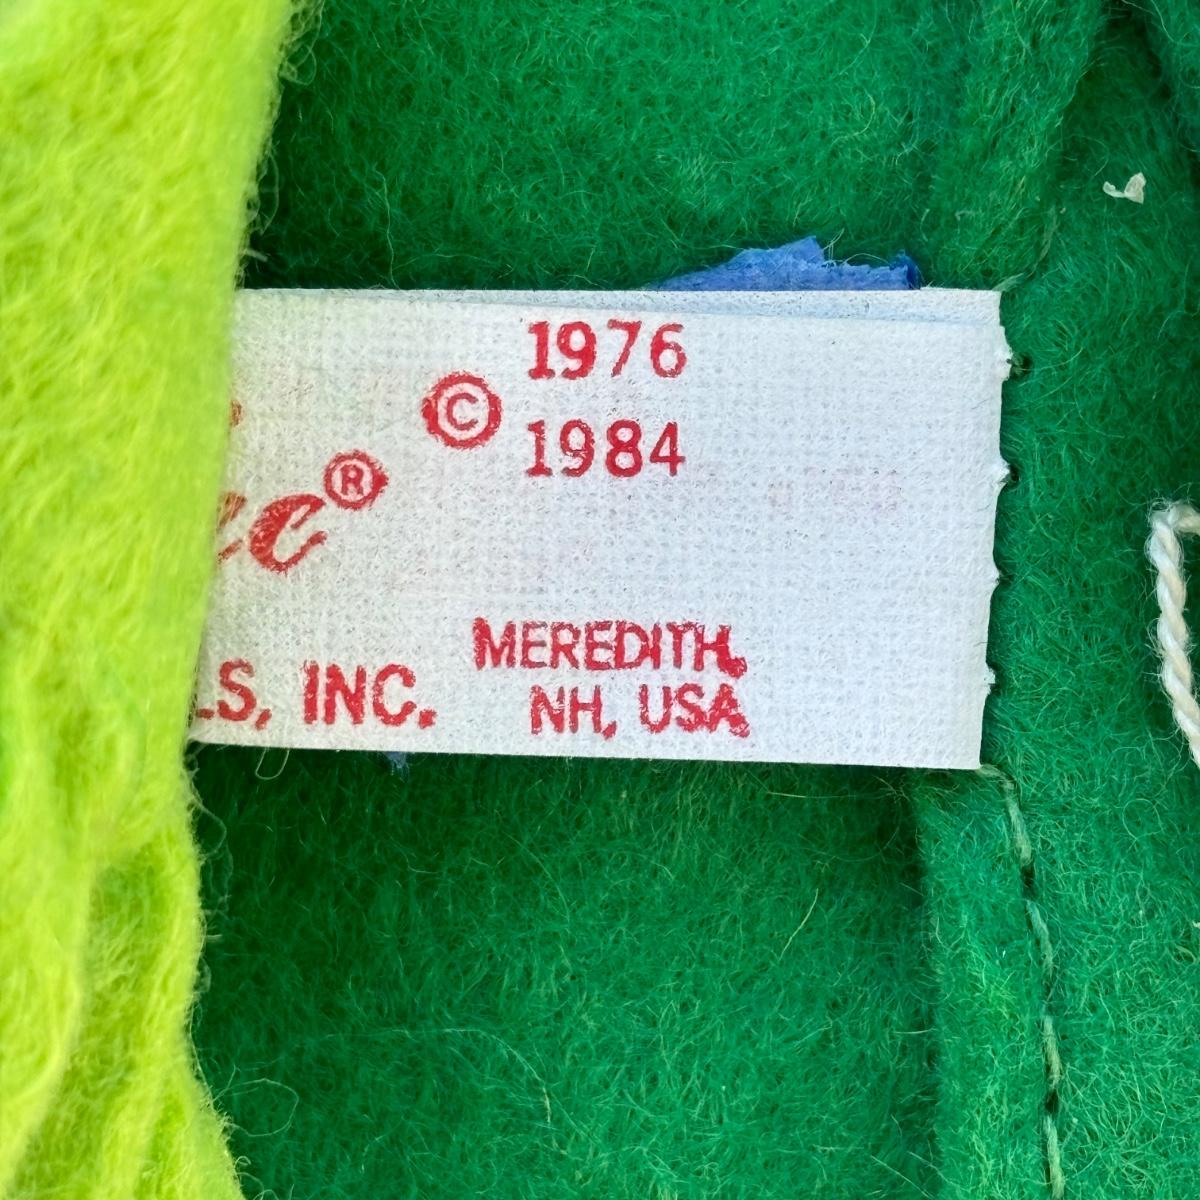 © 1976
1984
®
LS, INC.
MEREDITH,
NH, USA